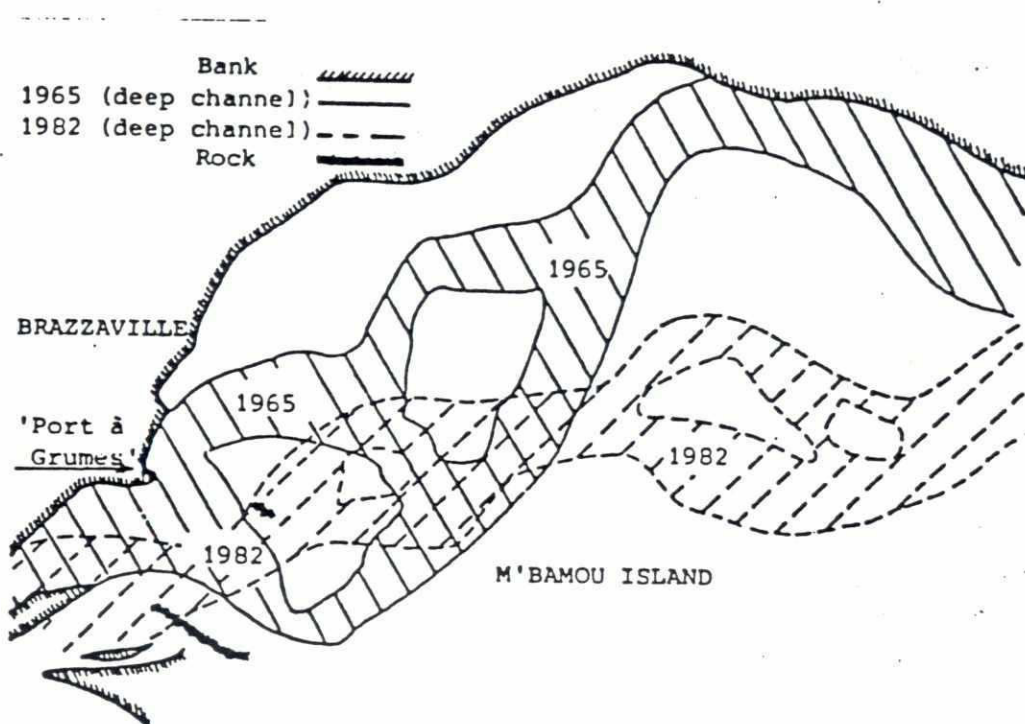 Bank
1965 (deep channel)
1982 (deep channel)
Rock
1965
BRAZZAVILLE
1965
'Port à
Grumes'
1982
1982
M'BAMOU ISLAND